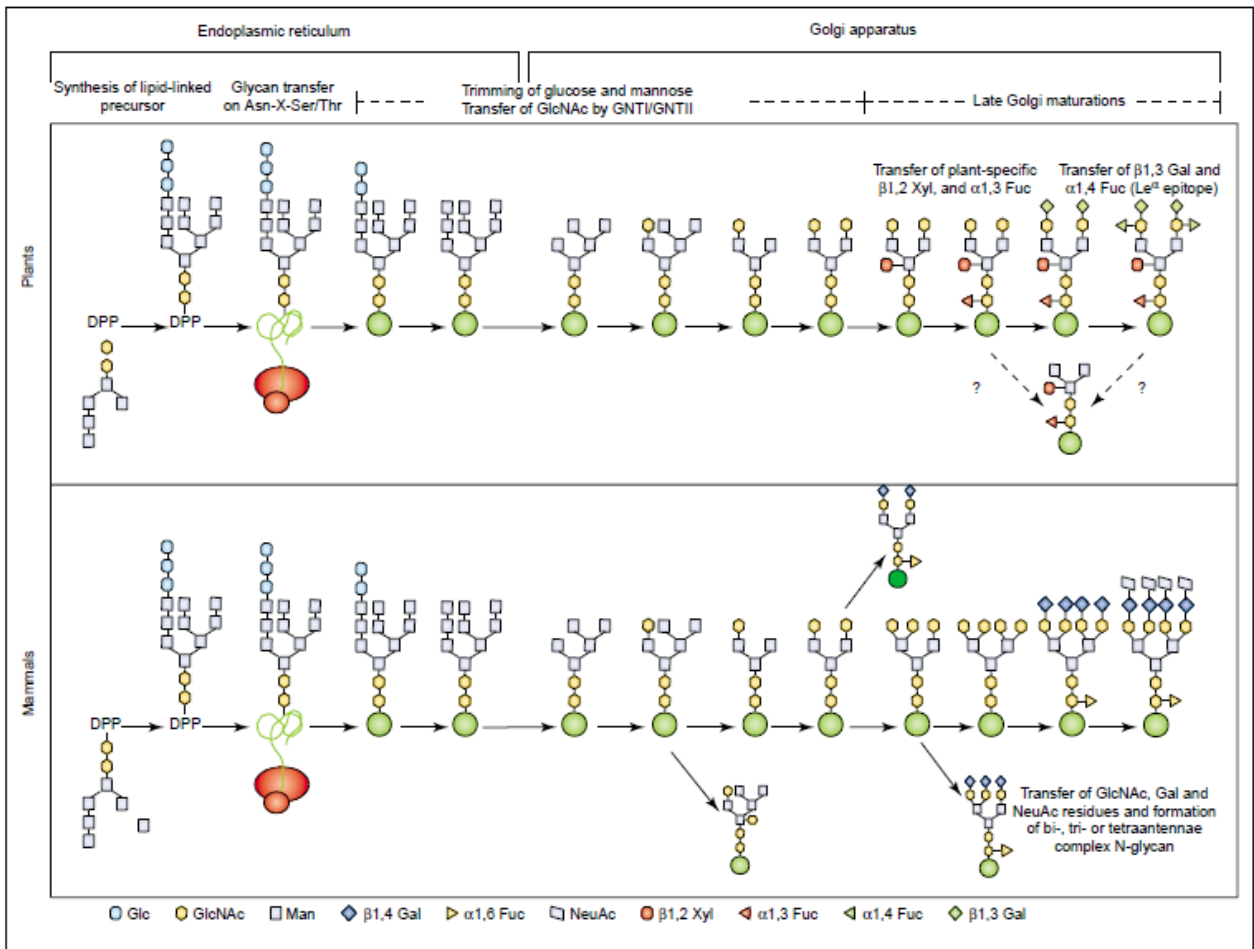 Endoplasmic reticulum
Golgi apparatus
Synthesis of lipid-linked
precursor
Glycan transfer
on Asn-X-Ser/Thr
Trimming of glucose and mannose
Transfer of GlcNAc by GNTI/GNTII
Late Golgi maturations
Plants
Transfer of plant-specific
β1,2 Xyl, and α1,3 Fuc
Transfer of β1,3 Gal and
α1,4 Fuc (Leᵅ epitope)
DPP
DPP
?
?
Mammals
DPP
DPP
Transfer of GlcNAc, Gal and
NeuAc residues and formation
of bi-, tri- or tetraantennae
complex N-glycan
Glc GlcNAc Man β1,4 Gal α1,6 Fuc NeuAc β1,2 Xyl α1,3 Fuc α1,4 Fuc β1,3 Gal